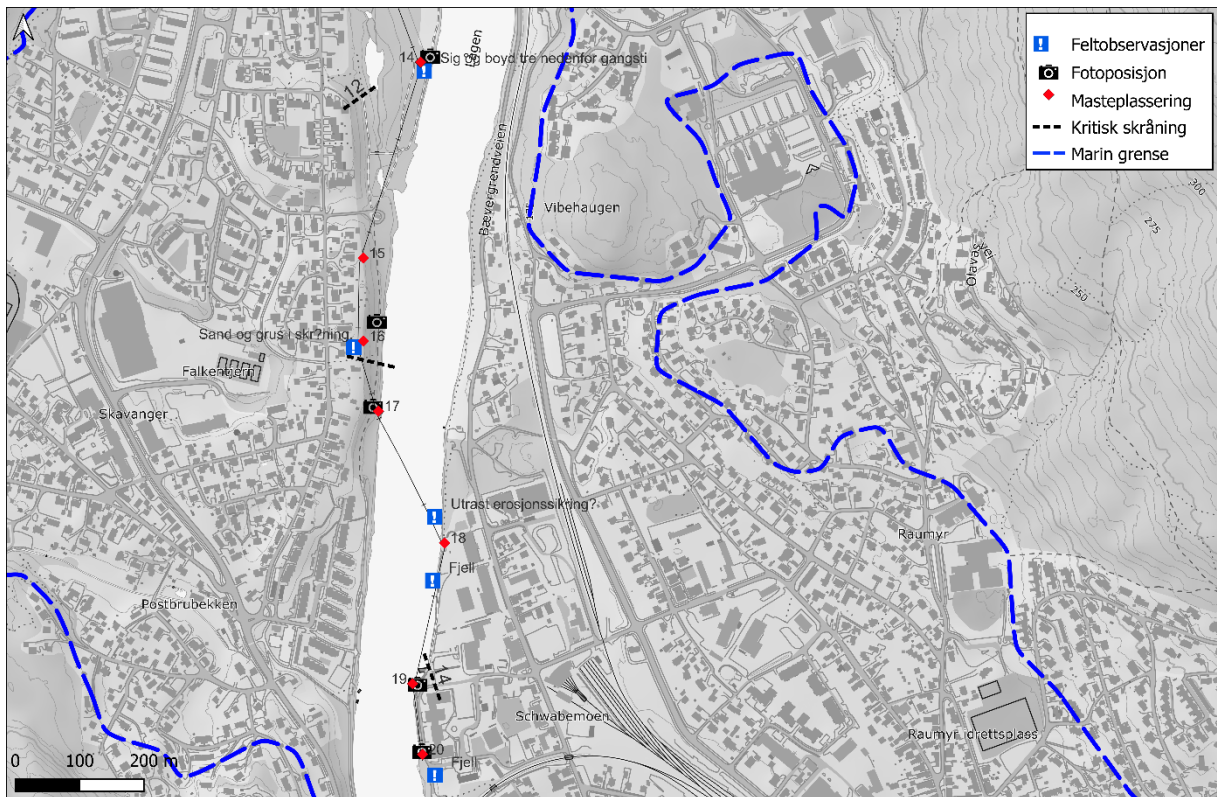 Feltobservasjoner
Fotoposisjon
Masteplassering
Kritisk skråning
Marin grense
14
Sig og boyd tre nedenfor gangsti
Lågen
12
Bævergrendveien
Vibehaugen
300
275
250
Olavas vei
15
Sand og grus i skr?ning
16
Falkentjern
Skavanger
17
Utrast erosjonssikring?
18
Fjell
Raumyr
Postbrubekken
19
14
Schwabemoen
Raumyr idrettsplass
20
Fjell
0 100 200 m